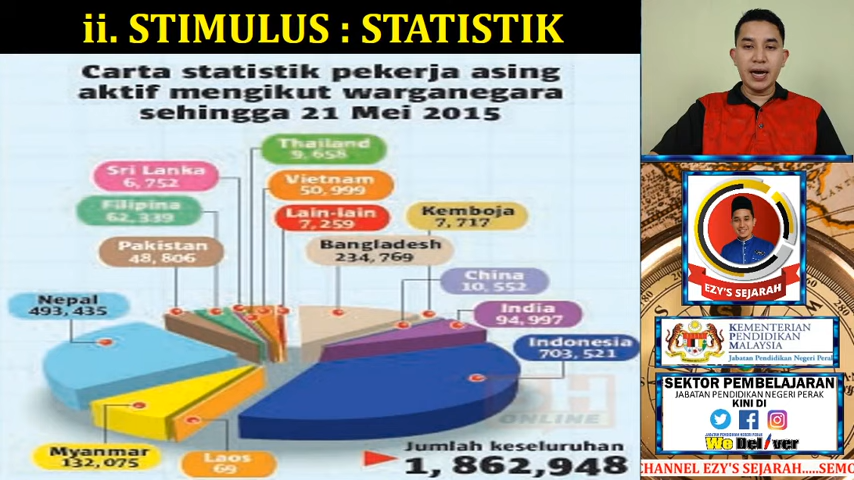 ii. STIMULUS : STATISTIK
Carta statistik pekerja asing
aktif mengikut warganegara
sehingga 21 Mei 2015
Thailand
9, 658
Sri Lanka
6, 752
Vietnam
50, 999
Filipina
62, 339
Lain-lain
7, 259
Kemboja
7, 717
Pakistan
48, 806
Bangladesh
234, 769
China
10, 552
Nepal
493, 435
India
94, 997
Indonesia
703, 521
ONLINE
Myanmar
132, 075
Laos
69
Jumlah keseluruhan
1, 862,948
EZY'S SEJARAH
KEMENTERIAN
PENDIDIKAN
MALAYSIA
Jabatan Pendidikan Negeri Perak
SEKTOR PEMBELAJARAN
JABATAN PENDIDIKAN NEGERI PERAK
KINI DI
We Deliver
CHANNEL EZY'S SEJARAH.....SEMO